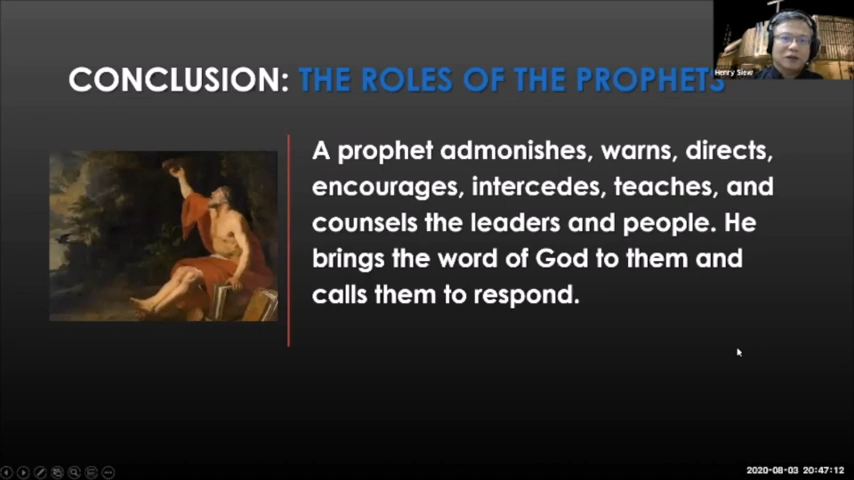 Henry Siew
CONCLUSION: THE ROLES OF THE PROPHETS
A prophet admonishes, warns, directs,
encourages, intercedes, teaches, and
counsels the leaders and people. He
brings the word of God to them and
calls them to respond.
2020-08-03 20:47:12